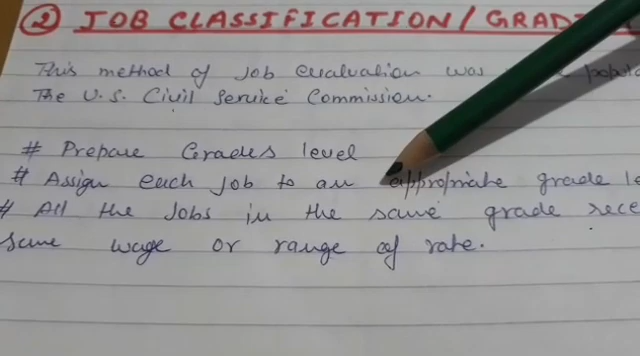 ② JOB CLASSIFICATION/GRAD
This method of Job evaluation was
The U.S. Civil Service Commission.
# Prepare Grades level
# Assign each Job to an appropriate grade le
# All the Jobs in the same grade rece
same wage or range of rate.